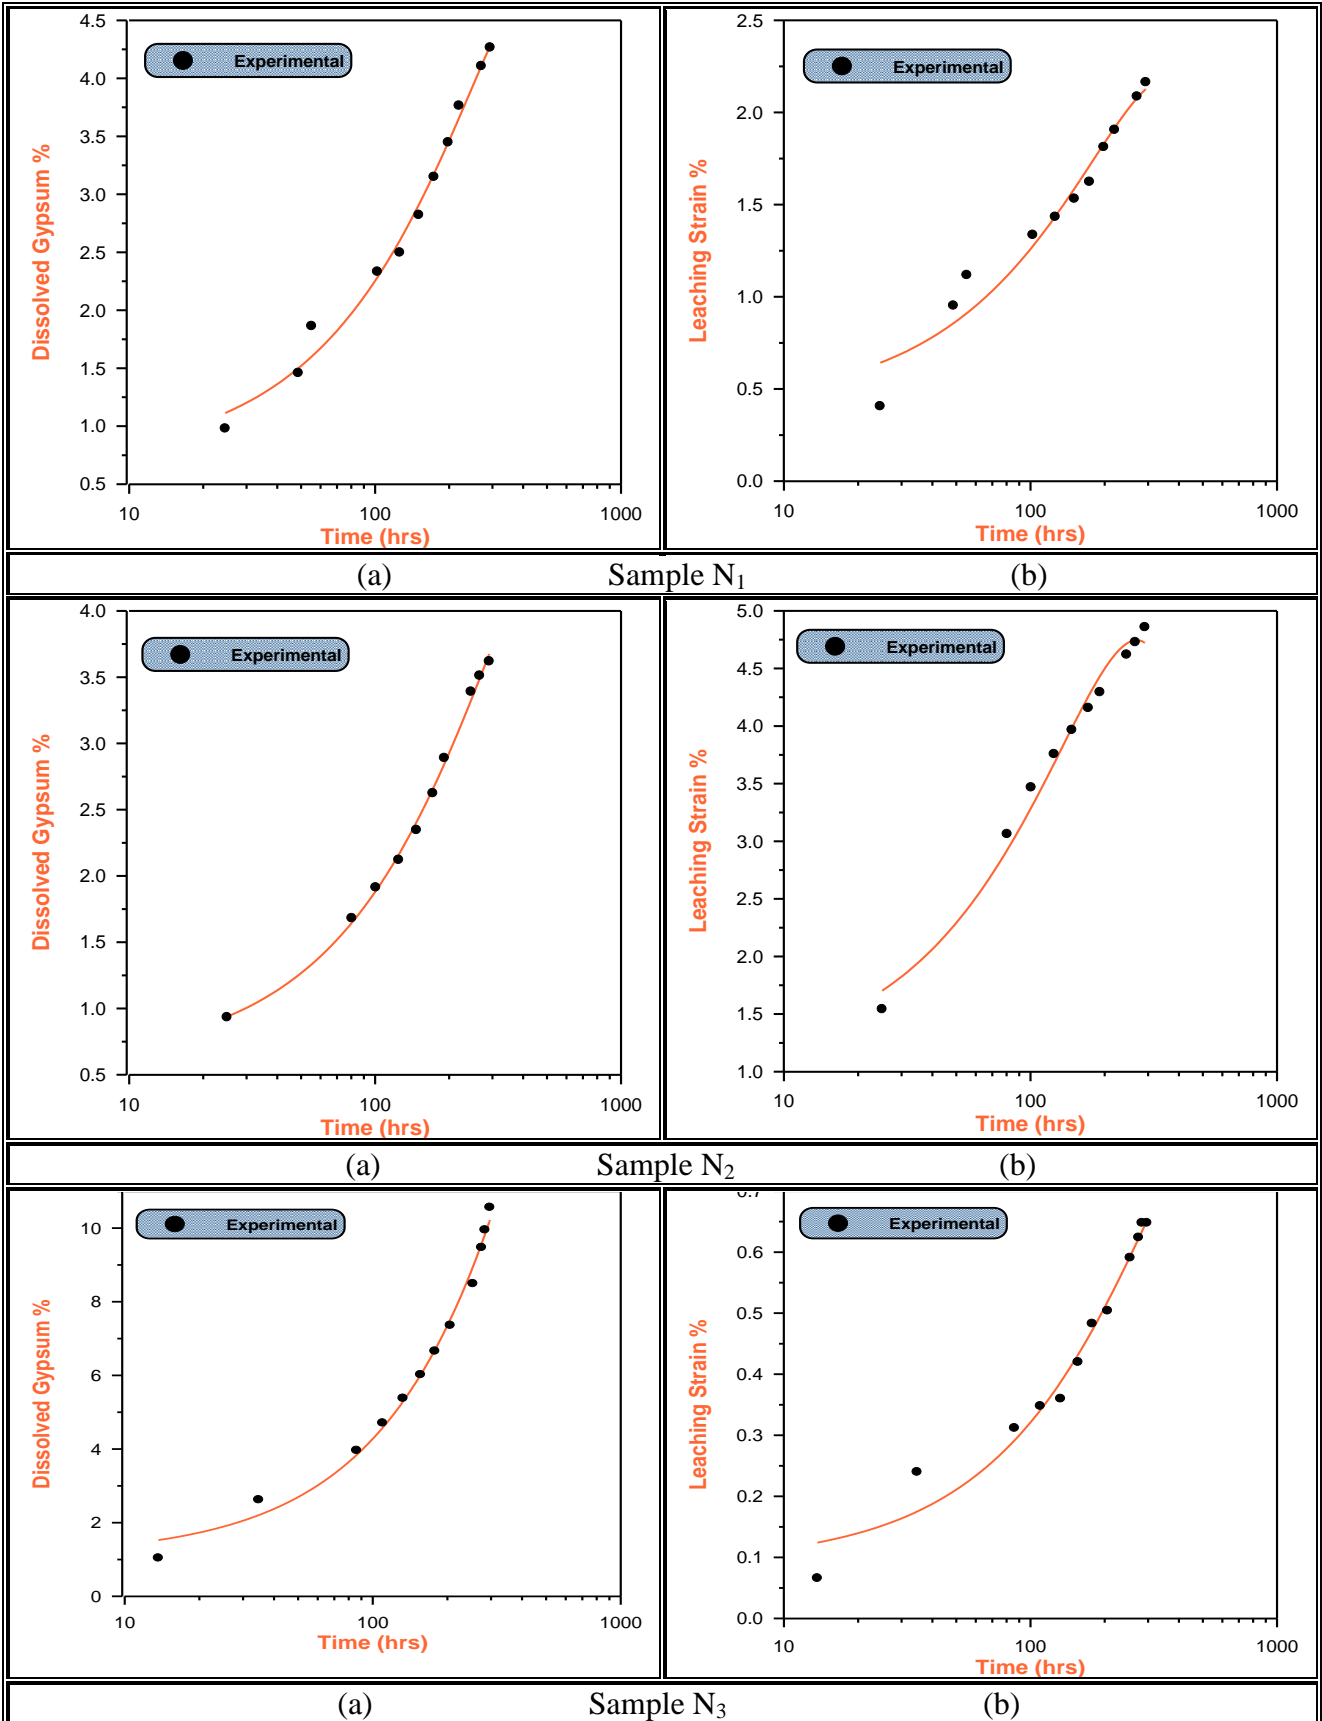 4.5
4.0
3.5
3.0
2.5
2.0
1.5
1.0
0.5
Dissolved Gypsum %
Experimental
10 100 1000
Time (hrs)
2.5
2.0
1.5
1.0
0.5
0.0
Leaching Strain %
Experimental
10 100 1000
Time (hrs)
(a) Sample N₁ (b)
4.0
3.5
3.0
2.5
2.0
1.5
1.0
0.5
Dissolved Gypsum %
Experimental
10 100 1000
Time (hrs)
5.0
4.5
4.0
3.5
3.0
2.5
2.0
1.5
1.0
Leaching Strain %
Experimental
10 100 1000
Time (hrs)
(a) Sample N₂ (b)
10
8
6
4
2
0
Dissolved Gypsum %
Experimental
10 100 1000
Time (hrs)
0.7
0.6
0.5
0.4
0.3
0.2
0.1
0.0
Leaching Strain %
Experimental
10 100 1000
Time (hrs)
(a) Sample N₃ (b)